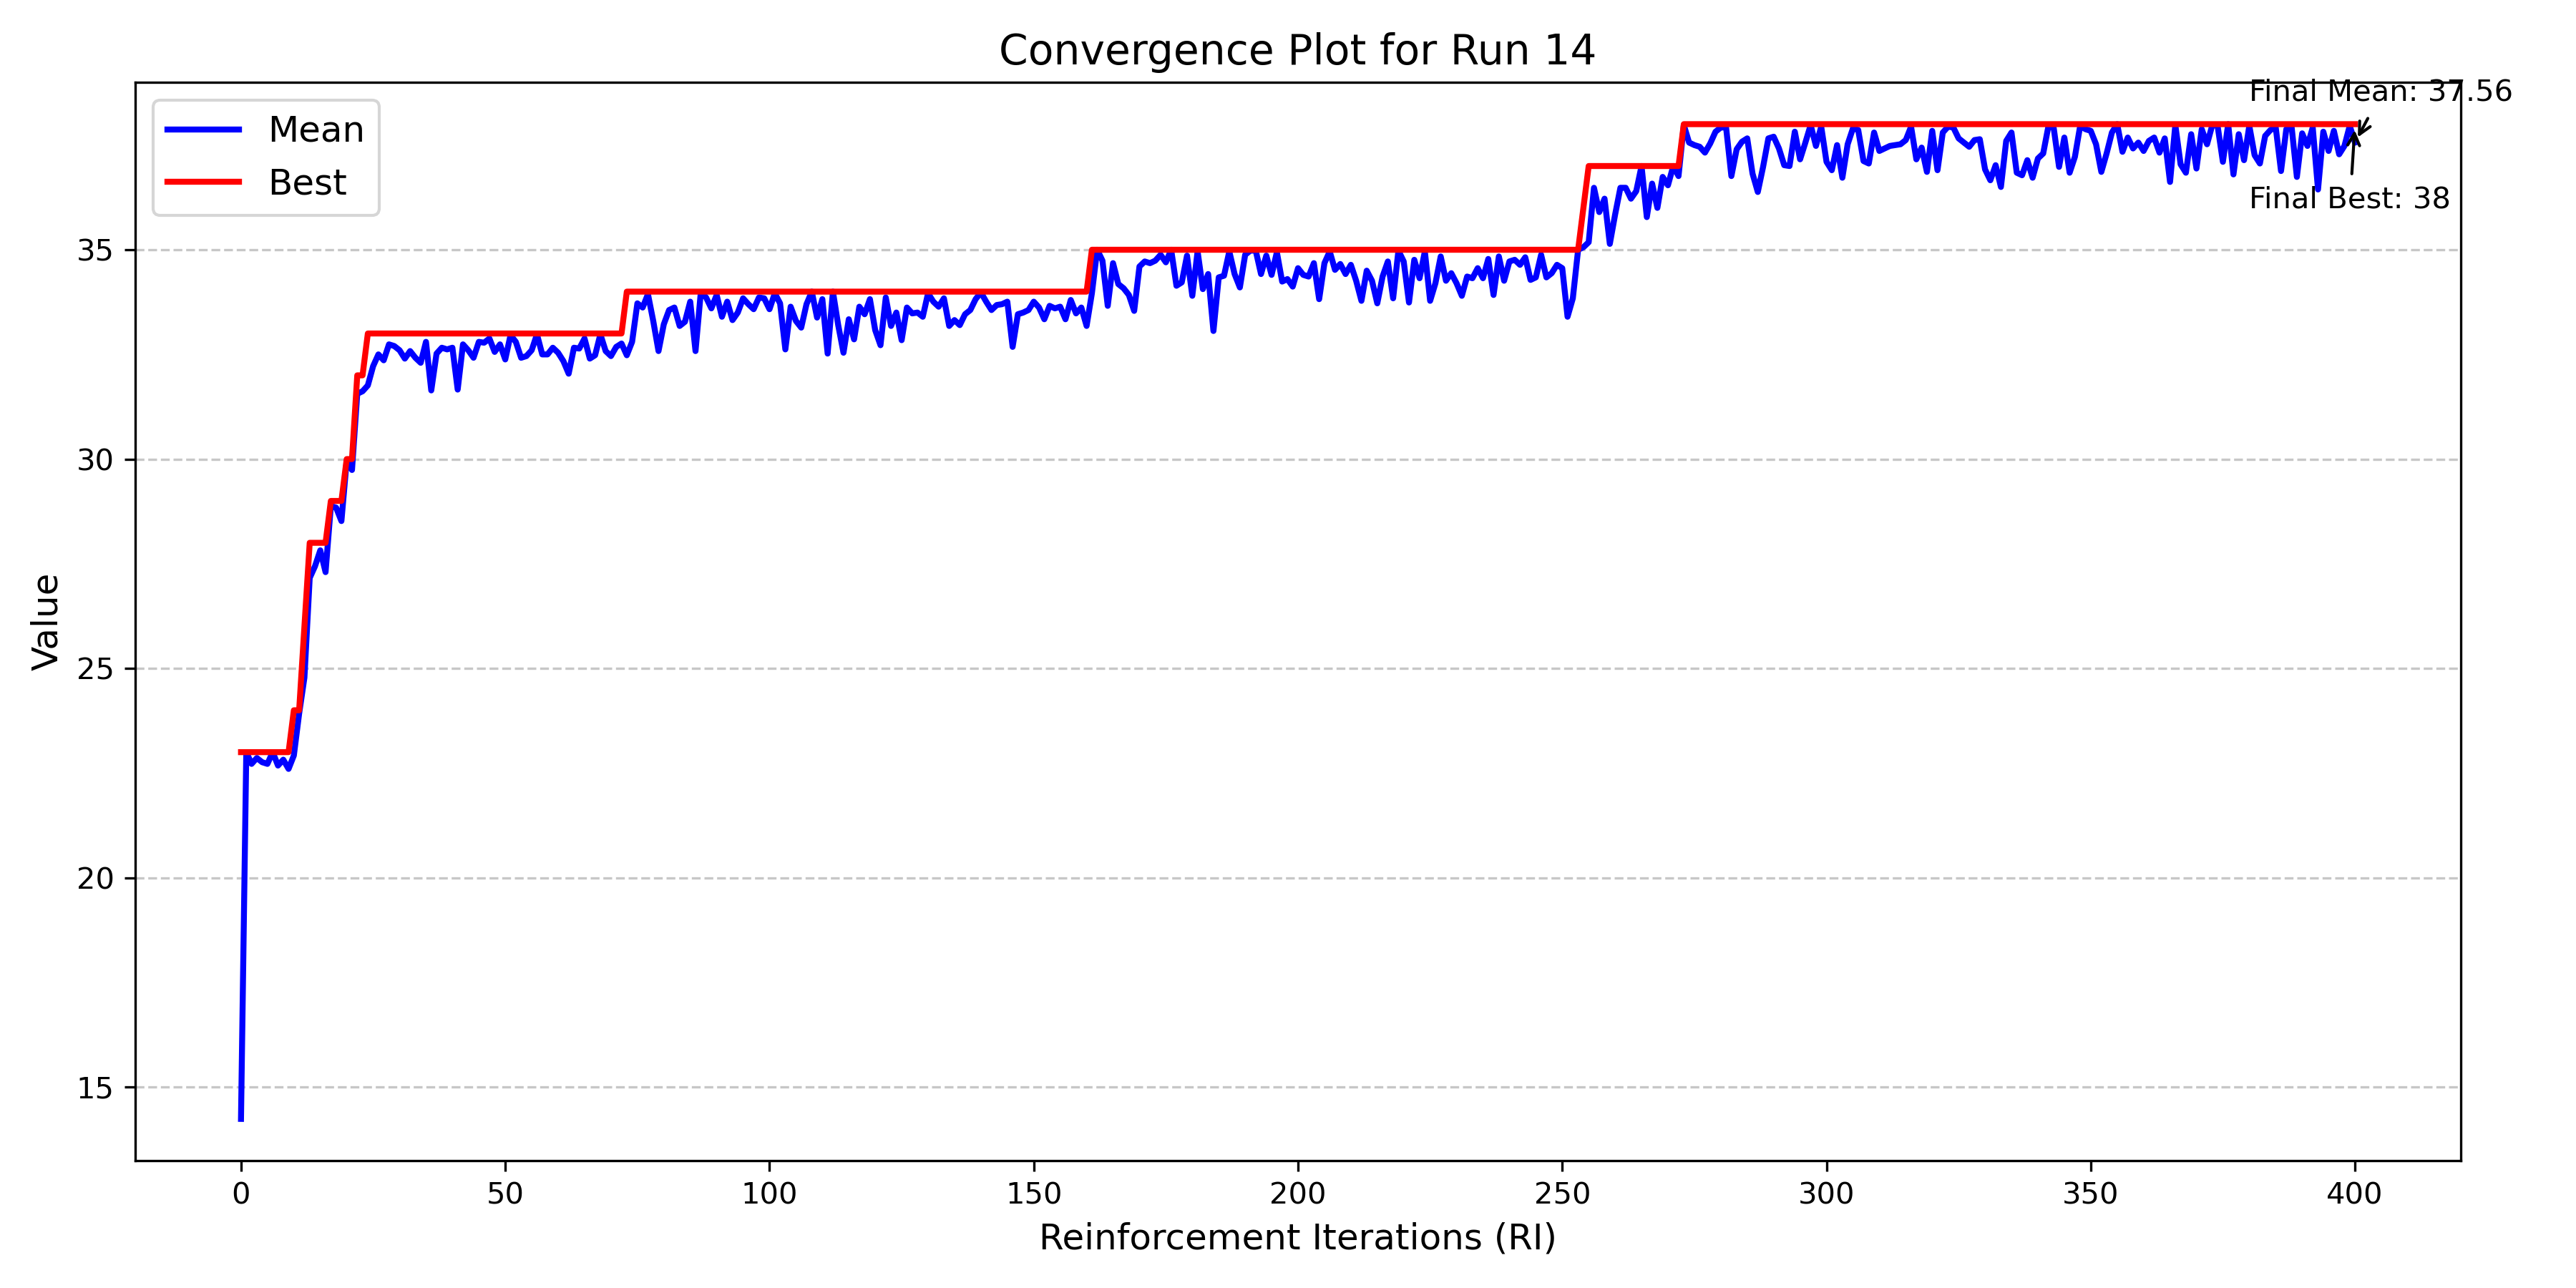 Convergence Plot for Run 14
Final Mean: 37.56
Mean
Best
Final Best: 38
35
30
25
20
15
Value
0 50 100 150 200 250 300 350 400
Reinforcement Iterations (RI)